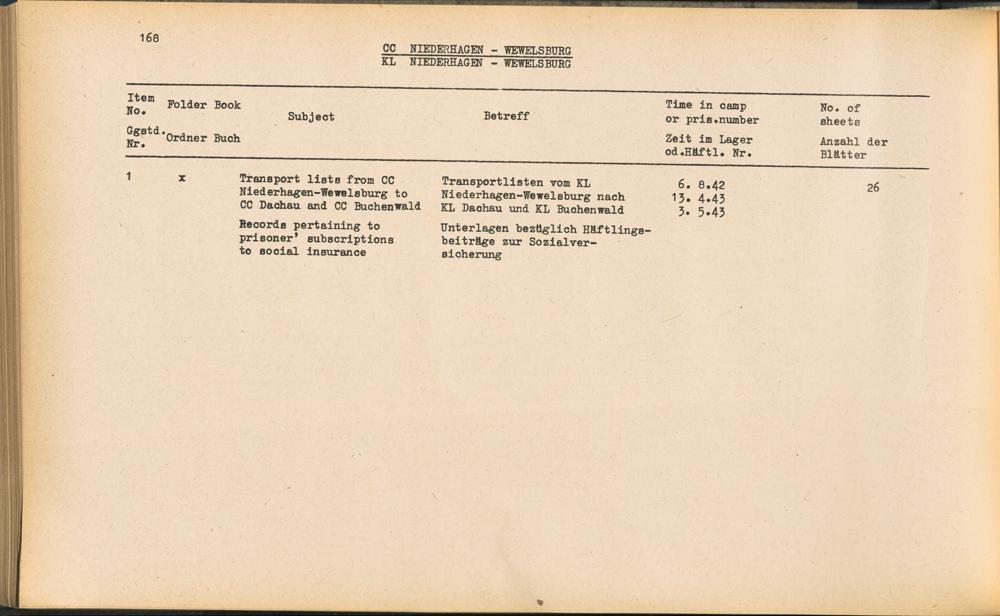 168
CC NIEDERHAGEN - WEWELSBURG
KL NIEDERHAGEN - WEWELSBURG
Item No. Folder Book Subject Betreff Time in camp or pris.number No. of sheets
Ggstd. Nr. Ordner Buch Zeit im Lager od.Häftl. Nr. Anzahl der Blätter
1 x Transport lists from CC Transportlisten vom KL 6. 8.42 26
Niederhagen-Wewelsburg to Niederhagen-Wewelsburg nach 13. 4.43
CC Dachau and CC Buchenwald KL Dachau und KL Buchenwald 3. 5.43
Records pertaining to Unterlagen bezüglich Häftlings-
prisoner' subscriptions beiträge zur Sozialver-
to social insurance sicherung